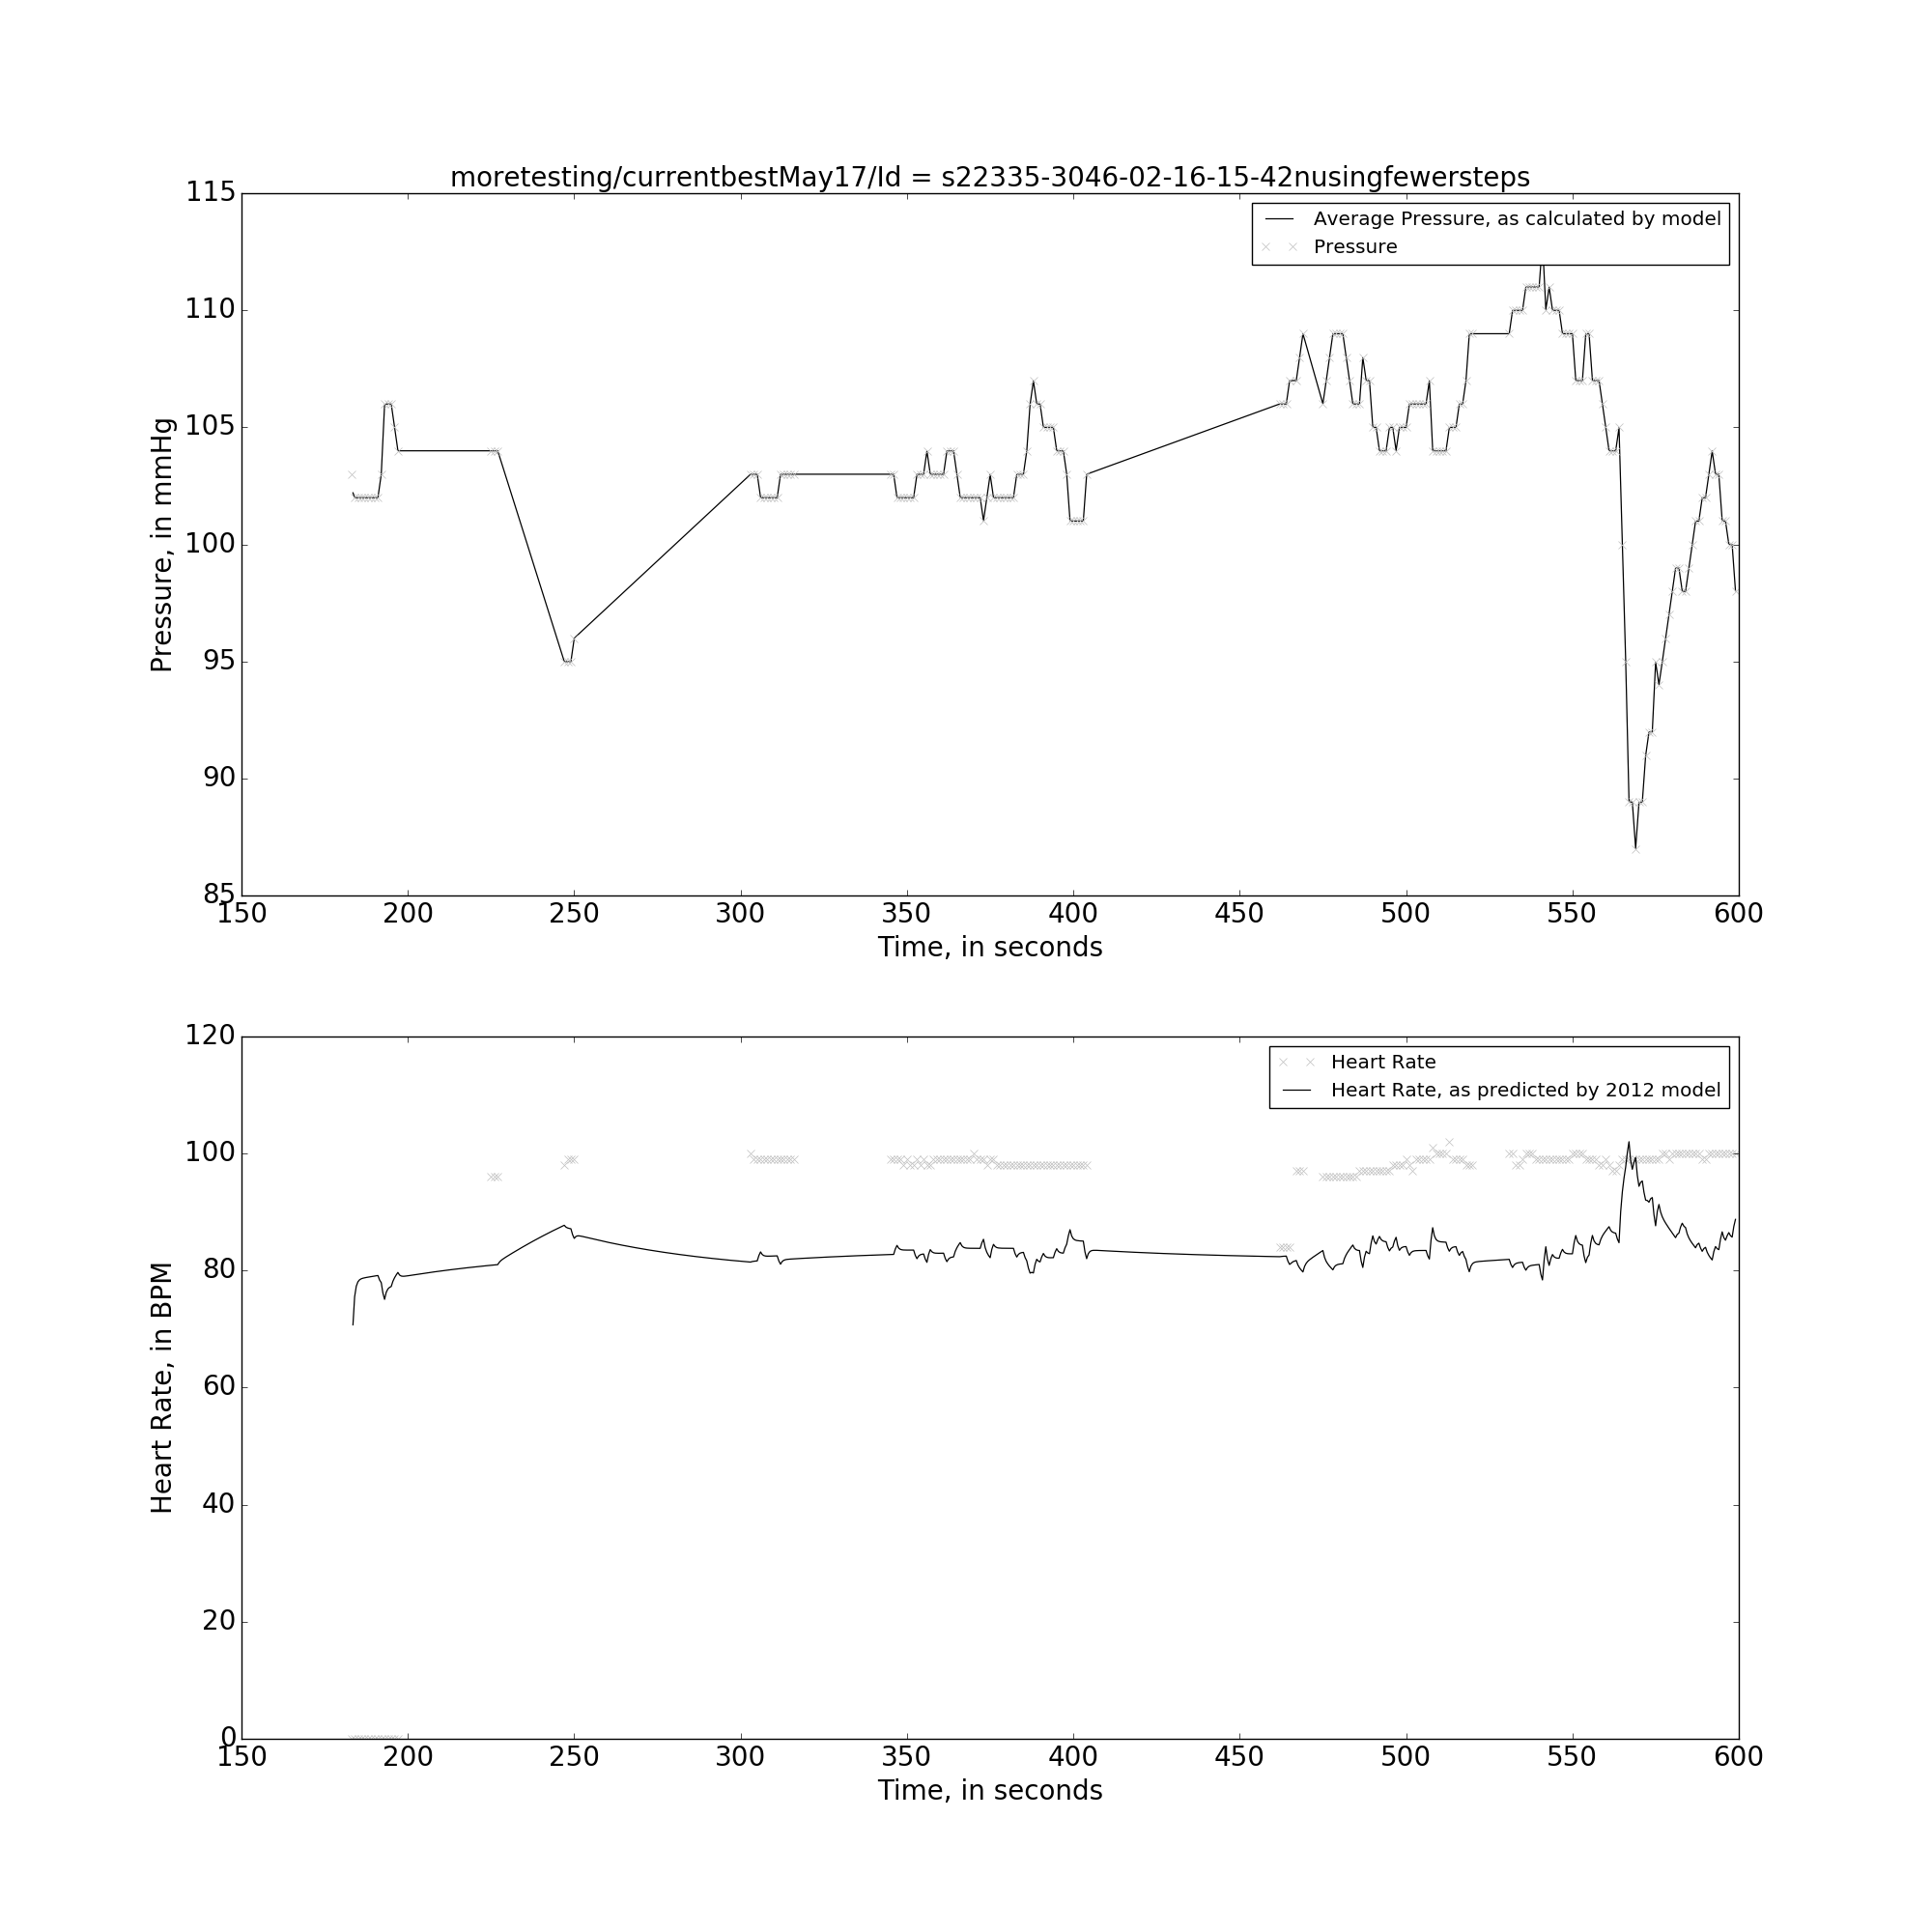 moretesting/currentbestMay17/Id = s22335-3046-02-16-15-42nusingfewersteps
115
110
105
100
95
90
85
Pressure, in mmHg
Average Pressure, as calculated by model
Pressure
150 200 250 300 350 400 450 500 550 600
Time, in seconds
120
100
80
60
40
20
0
Heart Rate, in BPM
Heart Rate
Heart Rate, as predicted by 2012 model
150 200 250 300 350 400 450 500 550 600
Time, in seconds